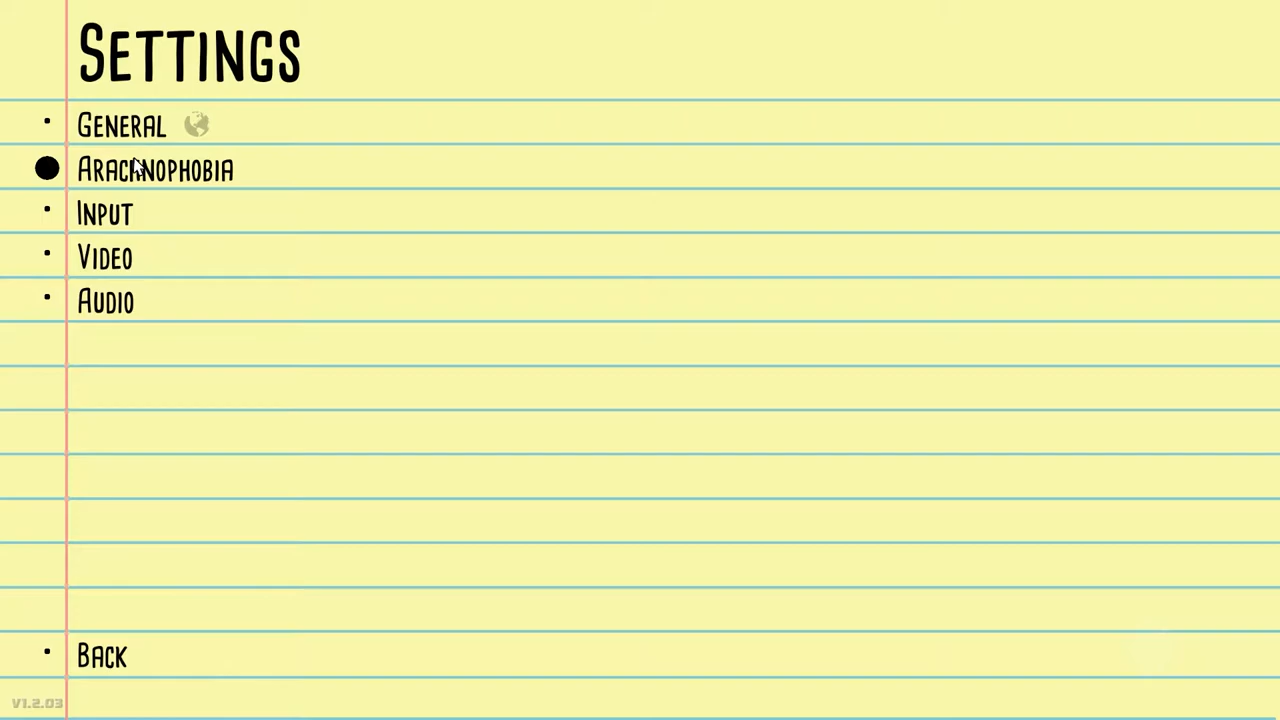 Settings
General
Arachnophobia
Input
Video
Audio
Back
V1.2.03